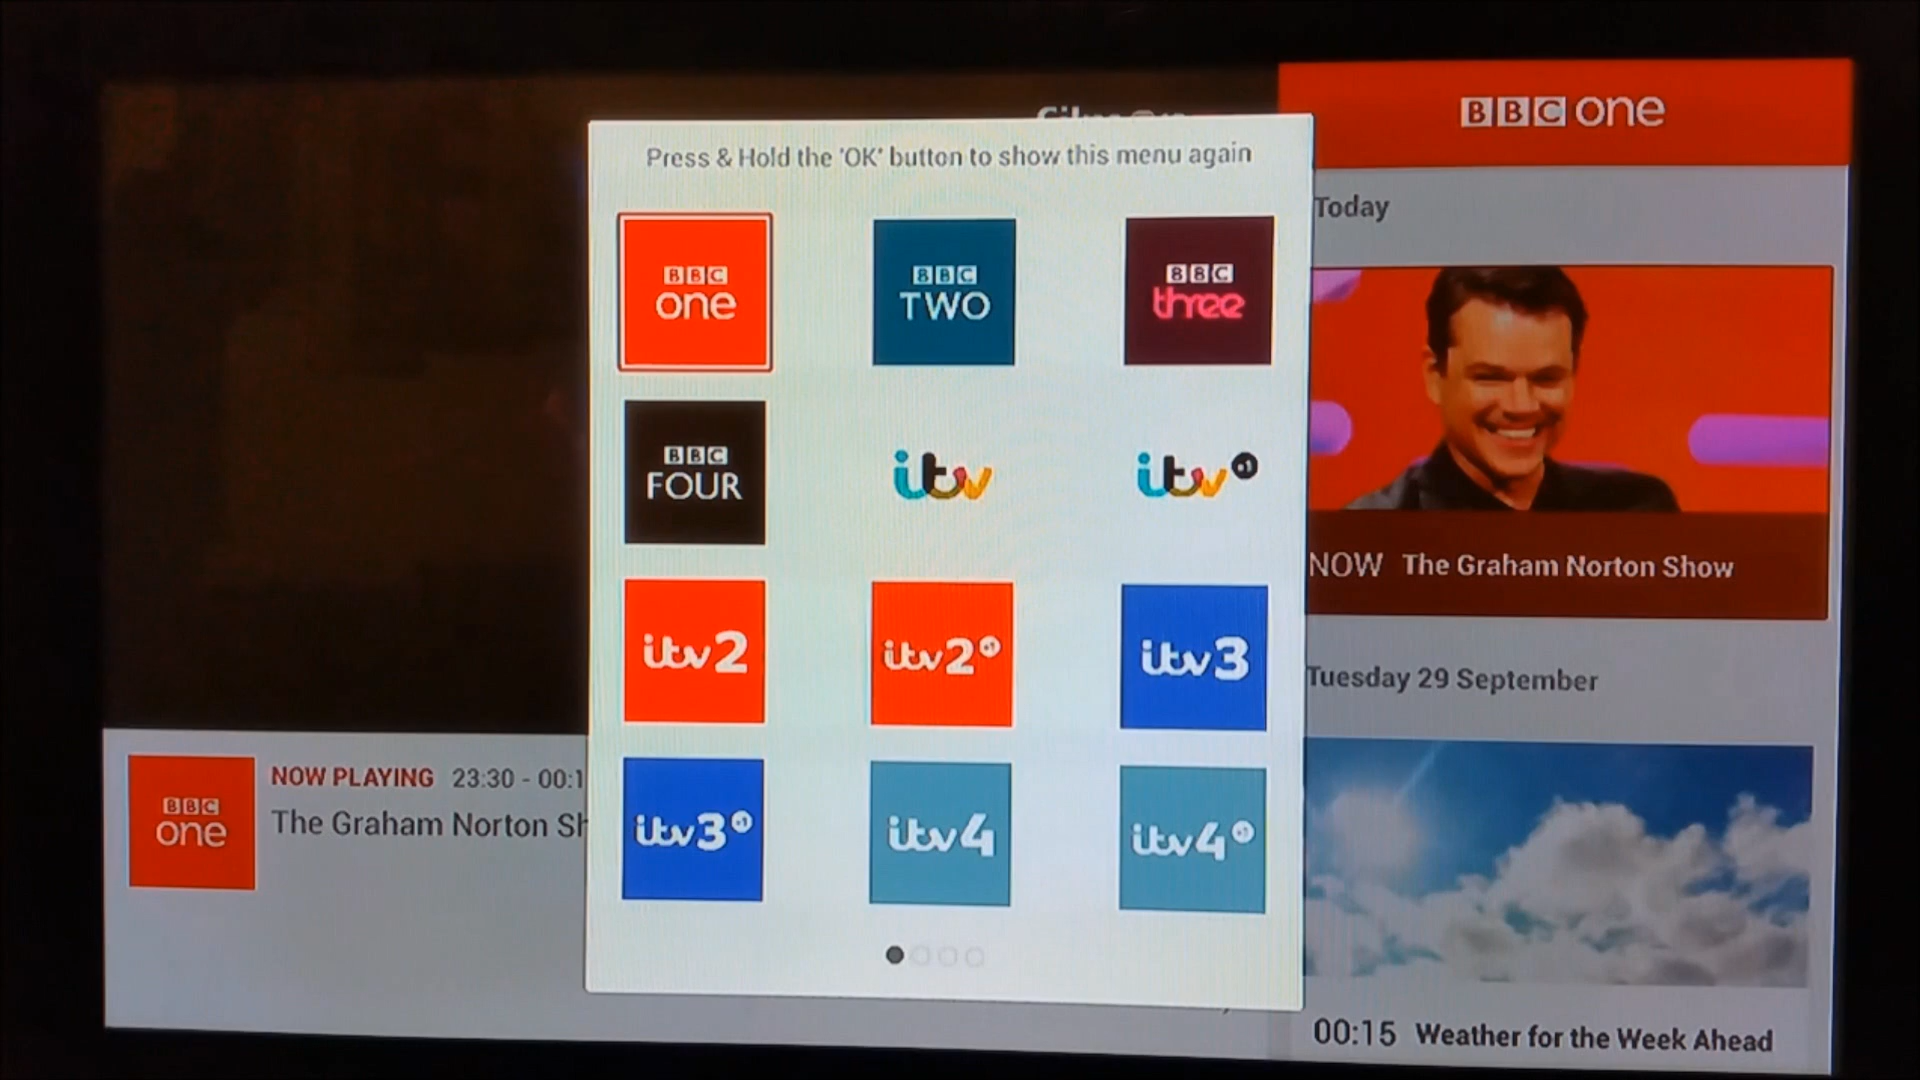 BBC one
Press & Hold the 'OK' button to show this menu again
Today
BBC one
BBC TWO
BBC three
BBC FOUR
itv
itv+1
itv2
itv2+1
itv3
itv3+1
itv4
itv4+1
NOW The Graham Norton Show
Tuesday 29 September
BBC one
NOW PLAYING 23:30 - 00:1
The Graham Norton
00:15 Weather for the Week Ahead